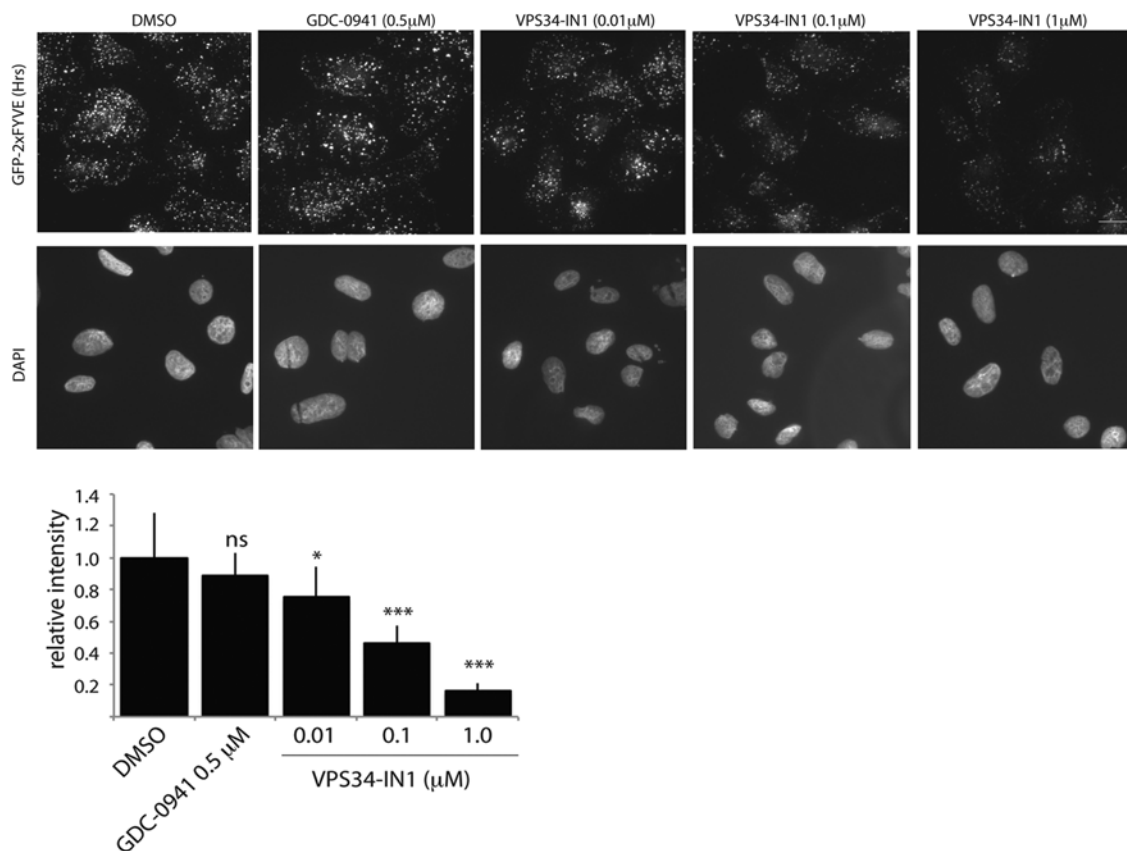 DMSO
GDC-0941 (0.5μM)
VPS34-IN1 (0.01μM)
VPS34-IN1 (0.1μM)
VPS34-IN1 (1μM)
GFP-2xFYVE (Hrs)
DAPI
relative intensity
1.4
1.2
1.0
0.8
0.6
0.4
0.2
ns
*
***
***
DMSO
GDC-0941 0.5 μM
0.01
0.1
1.0
VPS34-IN1 (μM)